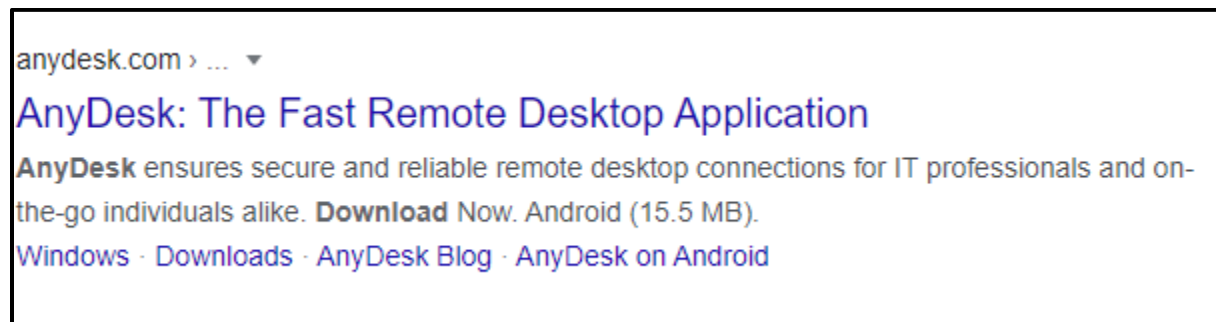 anydesk.com › ...
AnyDesk: The Fast Remote Desktop Application
AnyDesk ensures secure and reliable remote desktop connections for IT professionals and on-
the-go individuals alike. Download Now. Android (15.5 MB).
Windows · Downloads · AnyDesk Blog · AnyDesk on Android